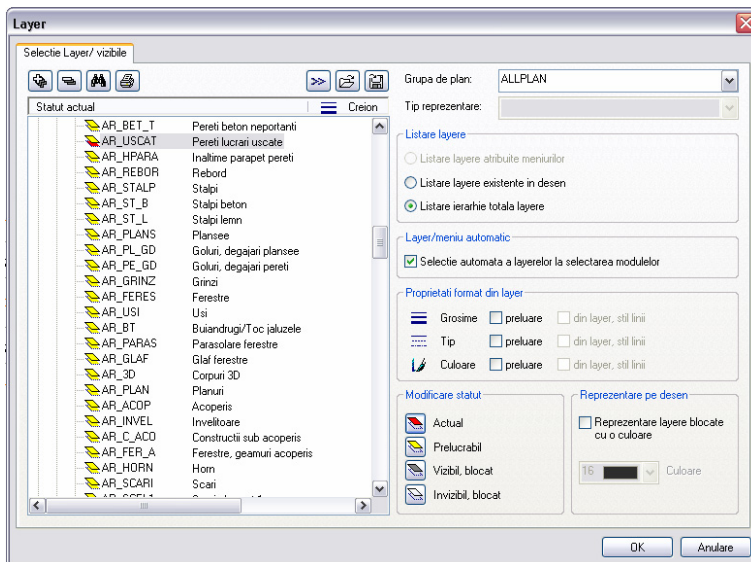 Layer
Selectie Layer/ vizibile
Statut actual Creion
AR_BET_T Pereti beton neportanti
AR_USCAT Pereti lucrari uscate
AR_HPARA Inaltime parapet pereti
AR_REBOR Rebord
AR_STALP Stalpi
AR_ST_B Stalpi beton
AR_ST_L Stalpi lemn
AR_PLANS Plansee
AR_PL_GD Goluri, degajari plansee
AR_PE_GD Goluri, degajari pereti
AR_GRINZ Grinzi
AR_FERES Ferestre
AR_USI Usi
AR_BT Buiandrugi/Toc jaluzele
AR_PARAS Parasolare ferestre
AR_GLAF Glaf ferestre
AR_3D Corpuri 3D
AR_PLAN Planuri
AR_ACOP Acoperis
AR_INVEL Invelitoare
AR_C_ACO Constructii sub acoperis
AR_FER_A Ferestre, geamuri acoperis
AR_HORN Horn
AR_SCARI Scari
Grupa de plan: ALLPLAN
Tip reprezentare:
Listare layere
Listare layere atribuite meniurilor
Listare layere existente in desen
Listare ierarhie totala layere
Layer/meniu automatic
Selectie automata a layerelor la selectarea modulelor
Proprietati format din layer
Grosime preluare din layer, stil linii
Tip preluare din layer, stil linii
Culoare preluare din layer, stil linii
Modificare statut
Actual
Prelucrabil
Vizibil, blocat
Invizibil, blocat
Reprezentare pe desen
Reprezentare layere blocate
cu o culoare
16 Culoare
OK Anulare